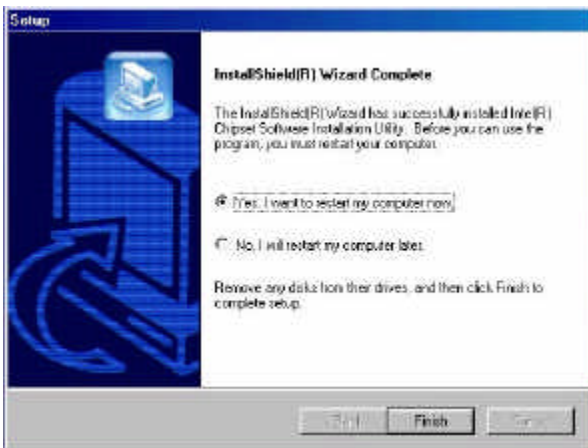 Setup
InstallShield(R) Wizard Complete
The InstallShield(R) Wizard has successfully installed Intel(R)
Chipset Software Installation Utility. Before you can use the
program, you must restart your computer.
Yes, I want to restart my computer now.
No, I will restart my computer later.
Remove any disks from their drives, and then click Finish to
complete setup.
Finish